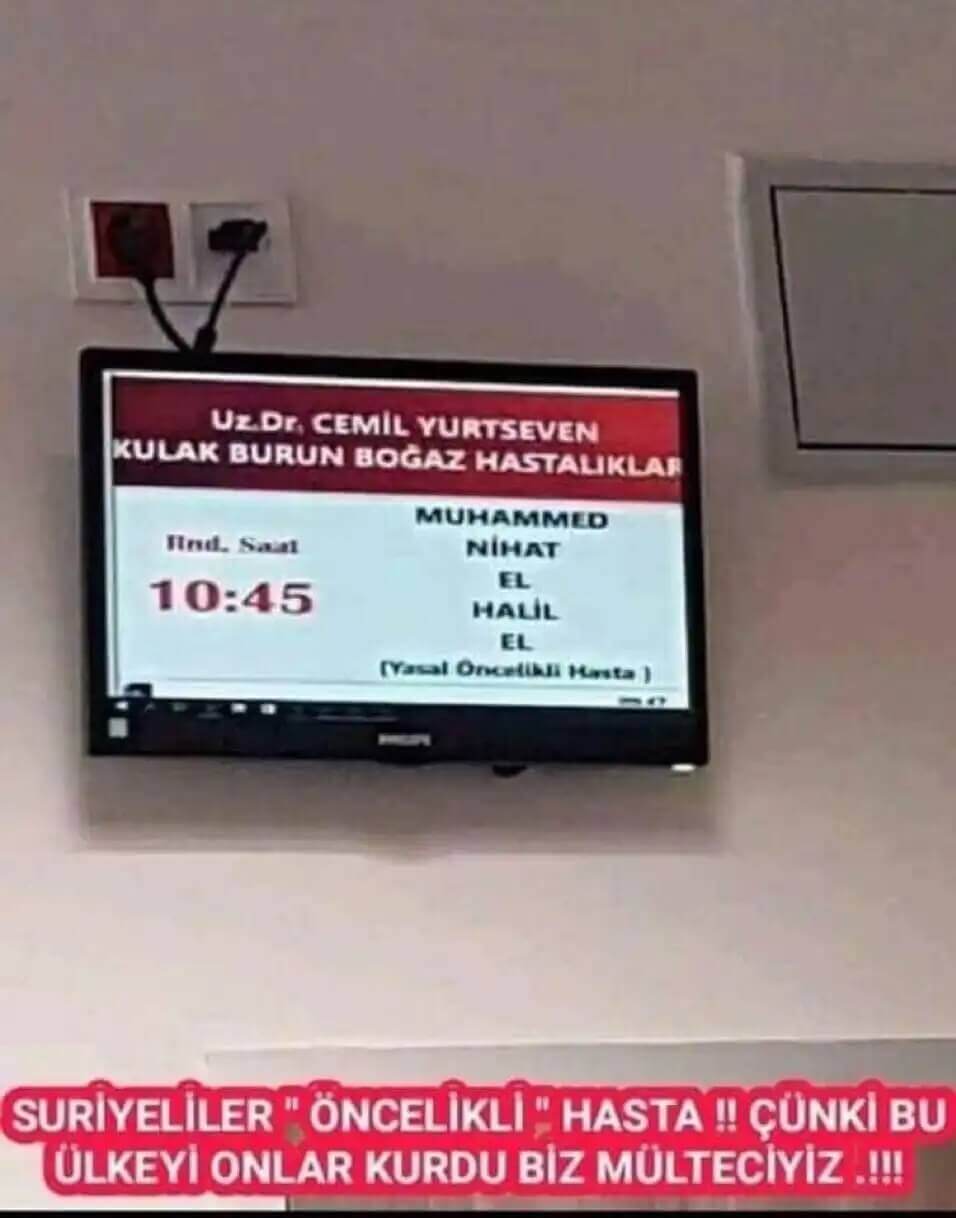 Uz.Dr. CEMİL YURTSEVEN
KULAK BURUN BOĞAZ HASTALIKLAR
Rnd. Saat
10:45
MUHAMMED
NİHAT
EL
HALİL
EL
(Yasal Öncelikli Hasta )
PHILIPS
SURİYELİLER " ÖNCELİKLİ " HASTA !! ÇÜNKİ BU
ÜLKEYİ ONLAR KURDU BİZ MÜLTECİYİZ .!!!